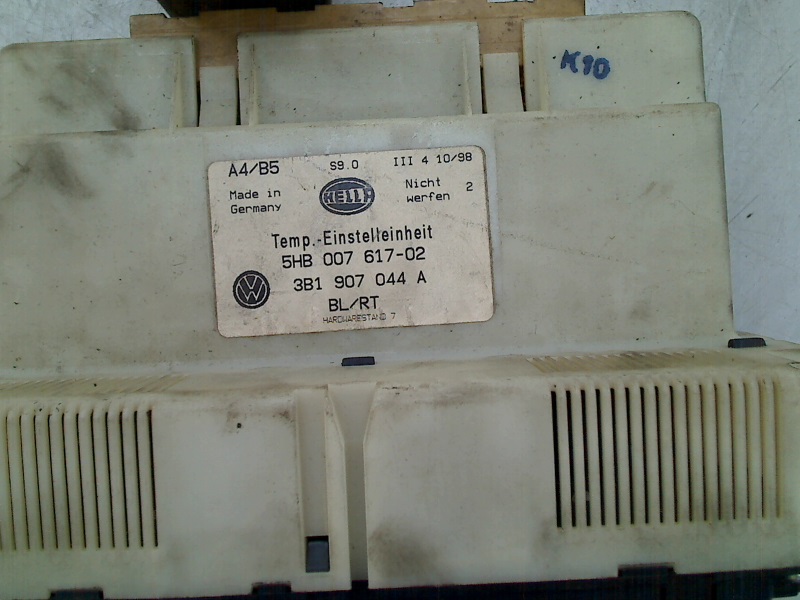 K10
A4/B5 S9.0 III 4 10/98
Made in
Germany
HELLA
Nicht 2
werfen
Temp.-Einstelleinheit
5HB 007 617-02
3B1 907 044 A
BL/RT
HARDWARESTAND 7